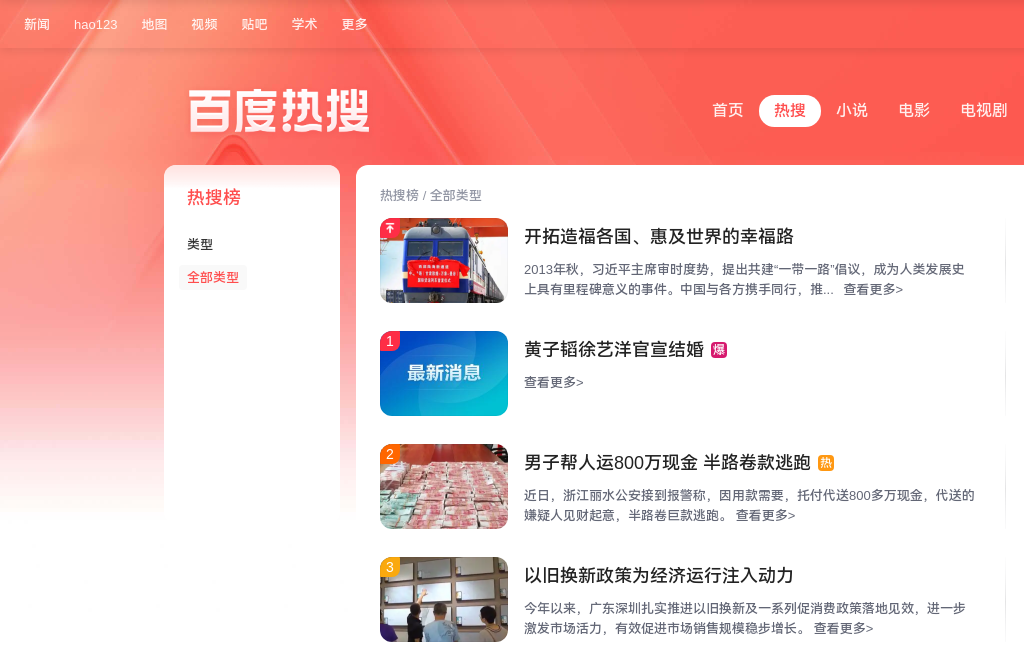 新闻 hao123 地图 视频 贴吧 学术 更多
百度热搜
首页 热搜 小说 电影 电视剧
热搜榜
类型
全部类型
热搜榜 / 全部类型
开拓造福各国、惠及世界的幸福路
2013年秋，习近平主席审时度势，提出共建“一带一路”倡议，成为人类发展史
上具有里程碑意义的事件。中国与各方携手同行，推... 查看更多>
1
最新消息
黄子韬徐艺洋官宣结婚 爆
查看更多>
2
男子帮人运800万现金 半路卷款逃跑 热
近日，浙江丽水公安接到报警称，因用款需要，托付代送800多万现金，代送的
嫌疑人见财起意，半路卷巨款逃跑。 查看更多>
3
以旧换新政策为经济运行注入动力
今年以来，广东深圳扎实推进以旧换新及一系列促消费政策落地见效，进一步
激发市场活力，有效促进市场销售规模稳步增长。 查看更多>